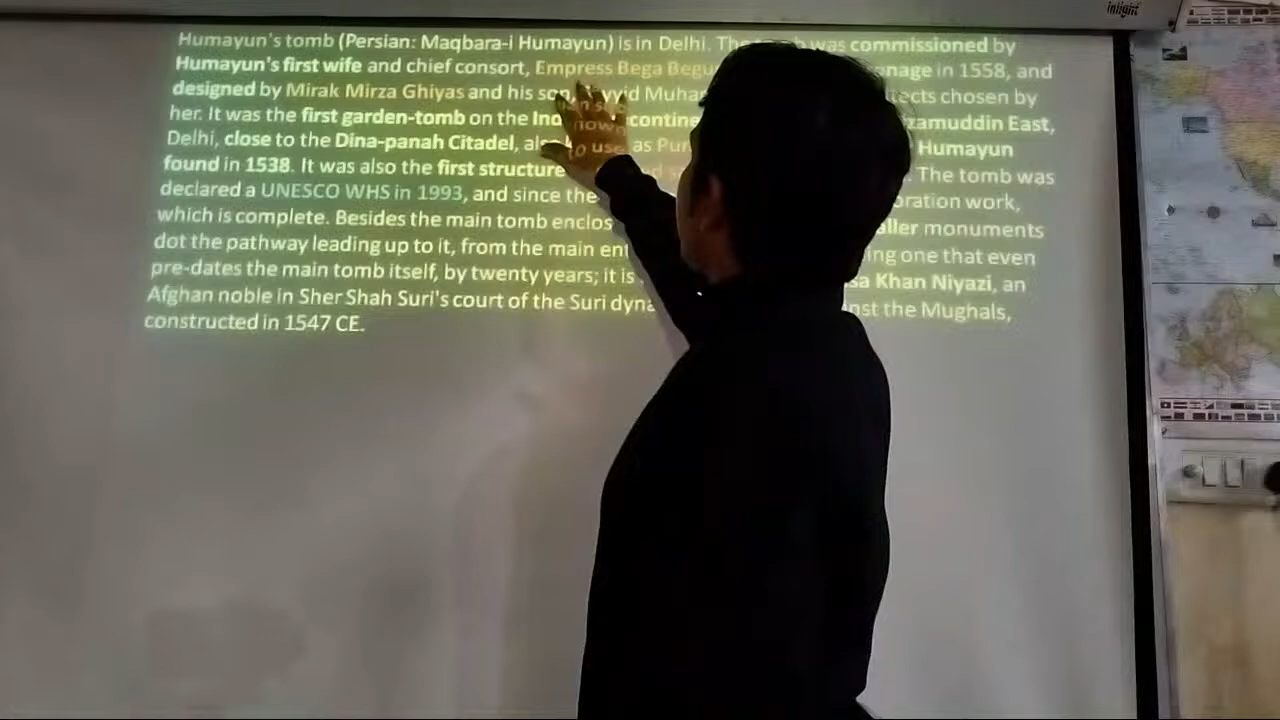 inlight
Humayun's tomb (Persian: Maqbara-i Humayun) is in Delhi. The was commissioned by
Humayun's first wife and chief consort, Empress Bega in 1558, and
designed by Mirak Mirza Ghiyas and his son, chosen by
her. It was the first garden-tomb on the East,
Delhi, close to the Dina-panah Citadel, as Humayun
found in 1538. It was also the first structure The tomb was
declared a UNESCO WHS in 1993, and since the work,
which is complete. Besides the main tomb monuments
dot the pathway leading up to it, from the main one that even
pre-dates the main tomb itself, by twenty years; it is Khan Niyazi, an
Afghan noble in Sher Shah Suri's court of the Suri the Mughals,
constructed in 1547 CE.